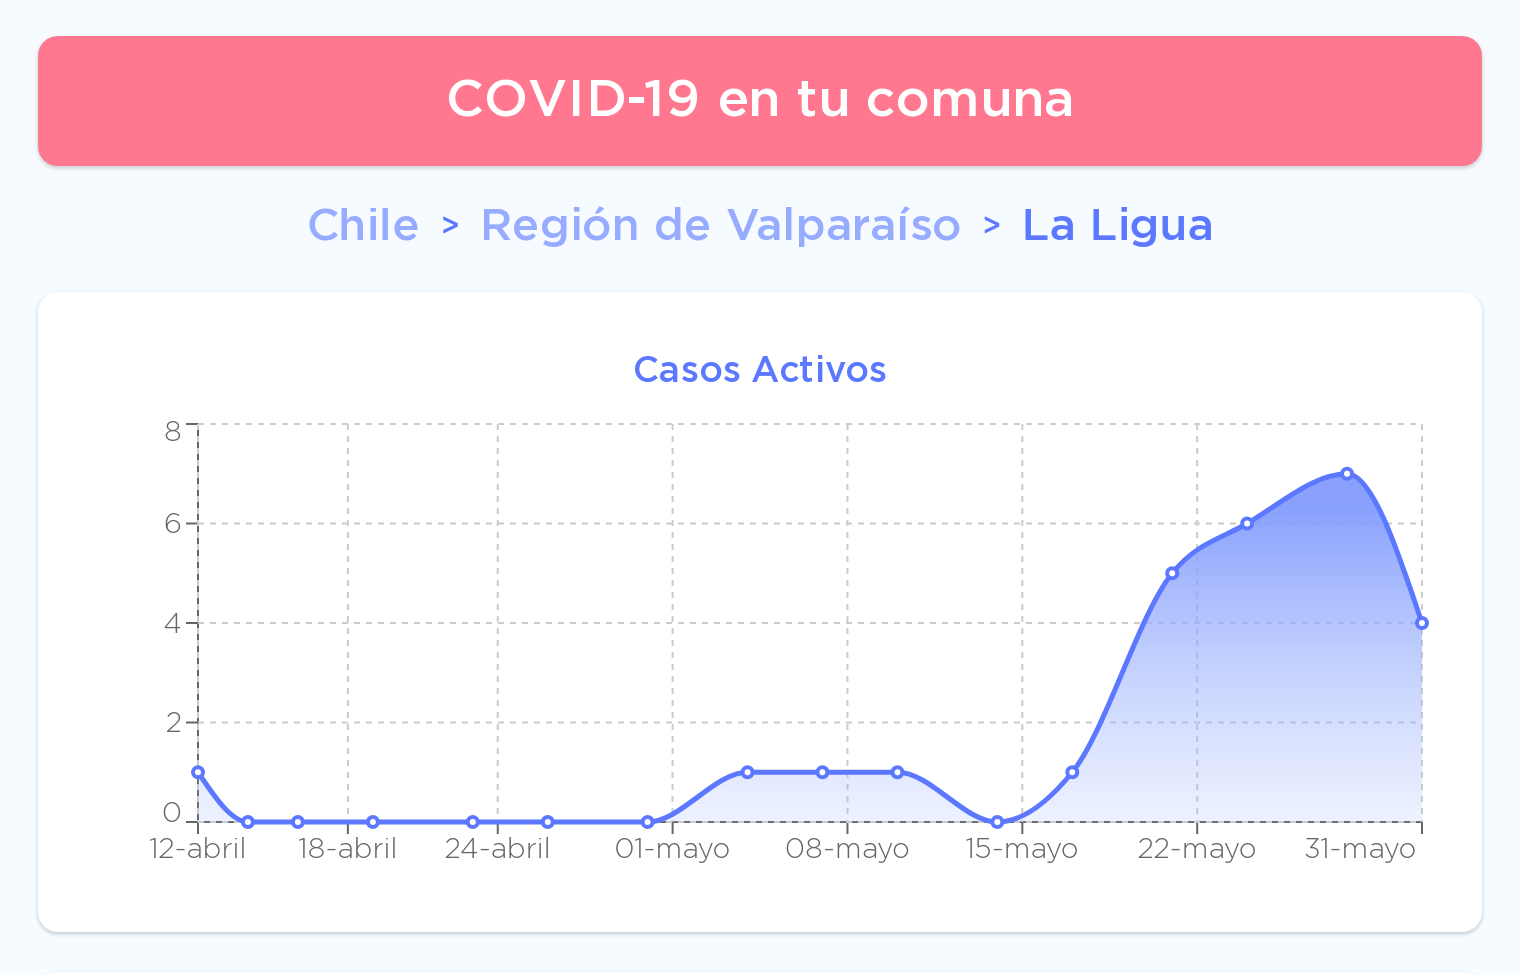 COVID-19 en tu comuna
Chile > Región de Valparaíso > La Ligua
Casos Activos
8
6
4
2
0
12-abril 18-abril 24-abril 01-mayo 08-mayo 15-mayo 22-mayo 31-mayo